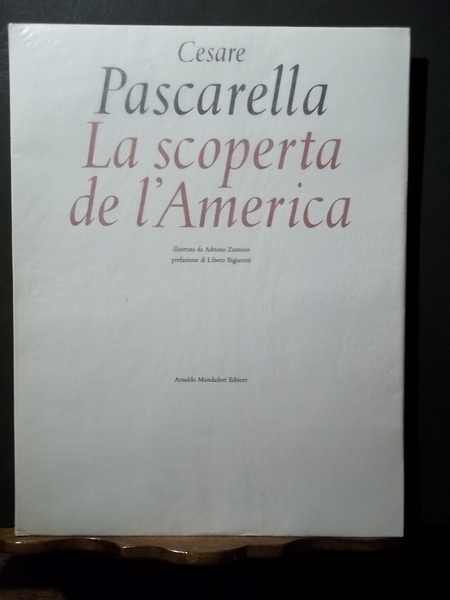 Cesare
Pascarella
La scoperta
de l'America
illustrata da Adriano Zannino
prefazione di Libero Bigiaretti
Arnoldo Mondadori Editore